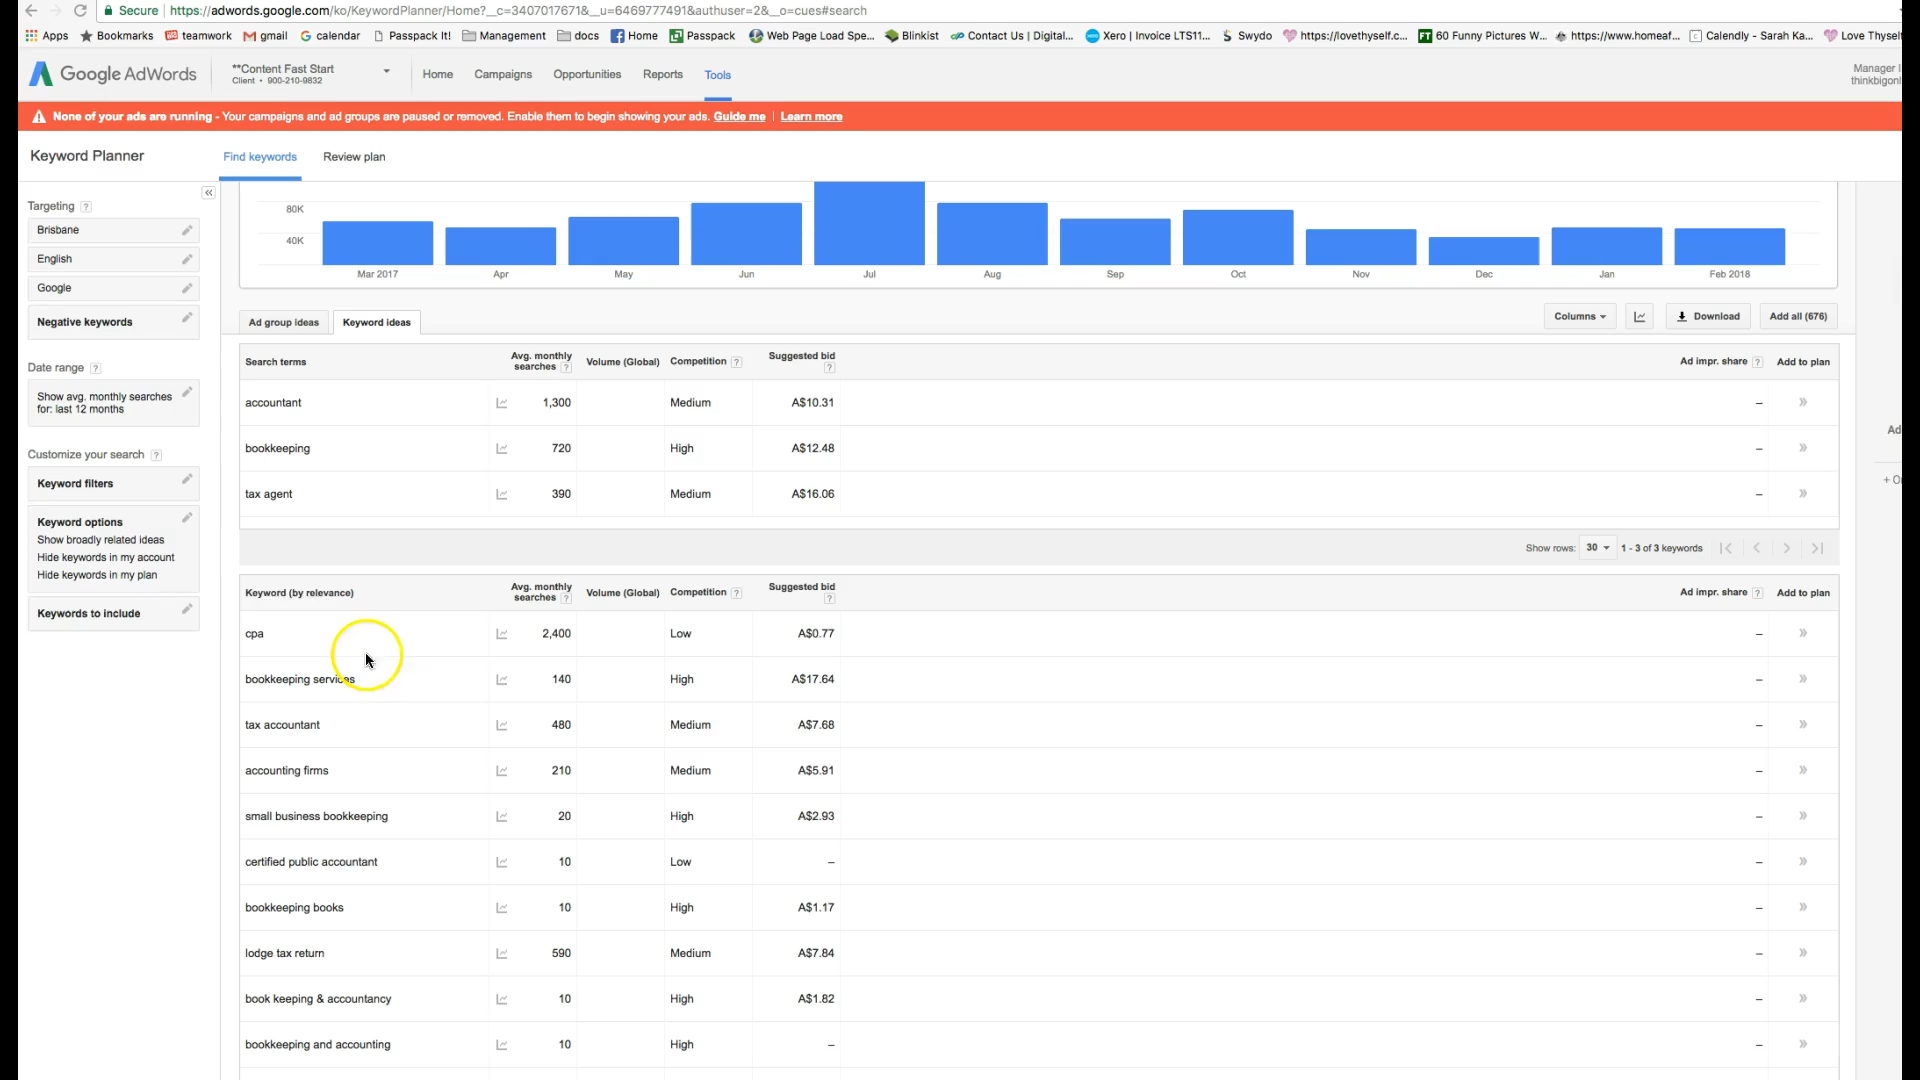 Secure https://adwords.google.com/ko/KeywordPlanner/Home?__c=3407017671&__u=6469777491&authuser=2&__o=cues#search
Apps Bookmarks teamwork gmail calendar Passpack It! Management docs Home Passpack Web Page Load Spe... Blinkist Contact Us | Digital... Xero | Invoice LTS11... Swydo https://lovethyself.c... 60 Funny Pictures W... https://www.homeaf... Calendly - Sarah Ka... Love Thyself
Google AdWords
**Content Fast Start
Client • 900-210-9832
Home Campaigns Opportunities Reports Tools
Manager
thinkbigonl
None of your ads are running - Your campaigns and ad groups are paused or removed. Enable them to begin showing your ads. Guide me | Learn more
Keyword Planner
Find keywords Review plan
«
Targeting ?
Brisbane
English
Google
Negative keywords
Date range ?
Show avg. monthly searches
for: last 12 months
Customize your search ?
Keyword filters
Keyword options
Show broadly related ideas
Hide keywords in my account
Hide keywords in my plan
Keywords to include
80K
40K
Mar 2017 Apr May Jun Jul Aug Sep Oct Nov Dec Jan Feb 2018
Ad group ideas Keyword ideas
Columns Download Add all (676)
Search terms Avg. monthly searches ? Volume (Global) Competition ? Suggested bid ? Ad impr. share ? Add to plan
accountant 1,300 Medium A$10.31 – »
bookkeeping 720 High A$12.48 – »
tax agent 390 Medium A$16.06 – »
Show rows: 30 1 - 3 of 3 keywords
Keyword (by relevance) Avg. monthly searches ? Volume (Global) Competition ? Suggested bid ? Ad impr. share ? Add to plan
cpa 2,400 Low A$0.77 – »
bookkeeping services 140 High A$17.64 – »
tax accountant 480 Medium A$7.68 – »
accounting firms 210 Medium A$5.91 – »
small business bookkeeping 20 High A$2.93 – »
certified public accountant 10 Low – – »
bookkeeping books 10 High A$1.17 – »
lodge tax return 590 Medium A$7.84 – »
book keeping & accountancy 10 High A$1.82 – »
bookkeeping and accounting 10 High – – »
Ad